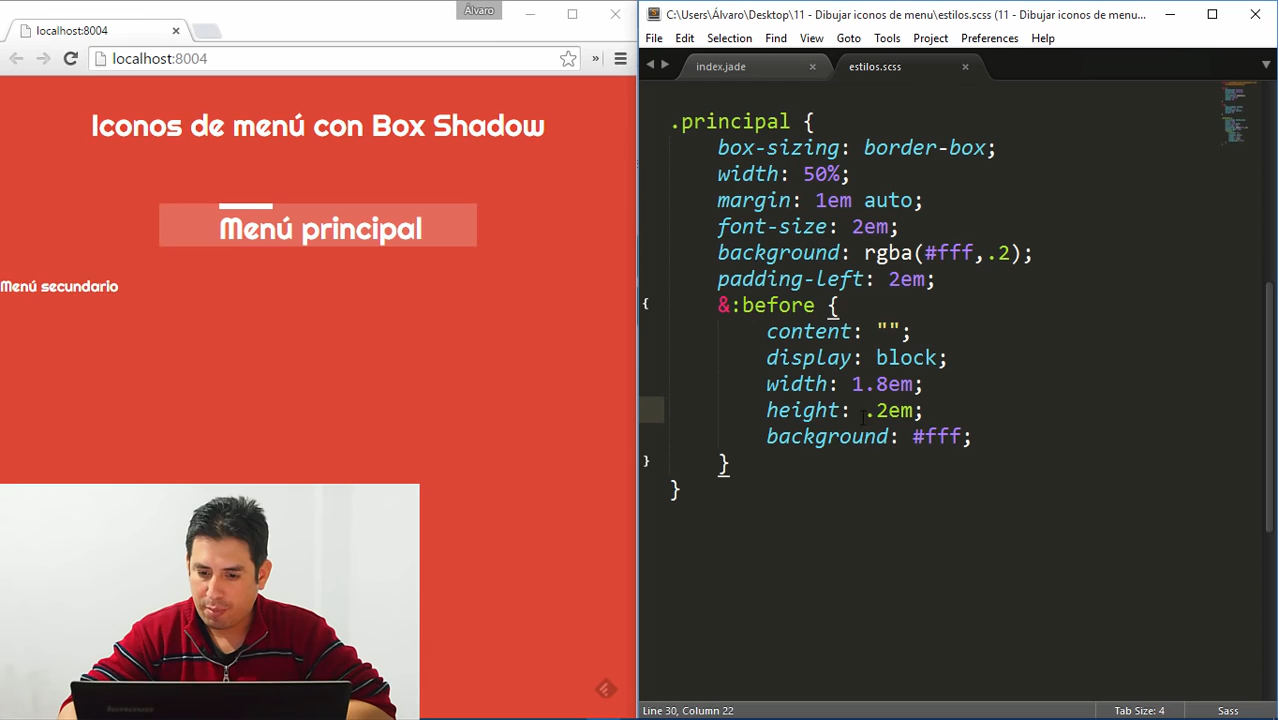 Álvaro
localhost:8004
localhost:8004
»
Iconos de menú con Box Shadow
Menú principal
Menú secundario
C:\Users\Álvaro\Desktop\11 - Dibujar iconos de menu\estilos.scss (11 - Dibujar iconos de menu...
File Edit Selection Find View Goto Tools Project Preferences Help
index.jade
estilos.scss
.principal {
box-sizing: border-box;
width: 50%;
margin: 1em auto;
font-size: 2em;
background: rgba(#fff,.2);
padding-left: 2em;
&:before {
content: "";
display: block;
width: 1.8em;
height: .2em;
background: #fff;
}
}
Line 30, Column 22
Tab Size: 4
Sass